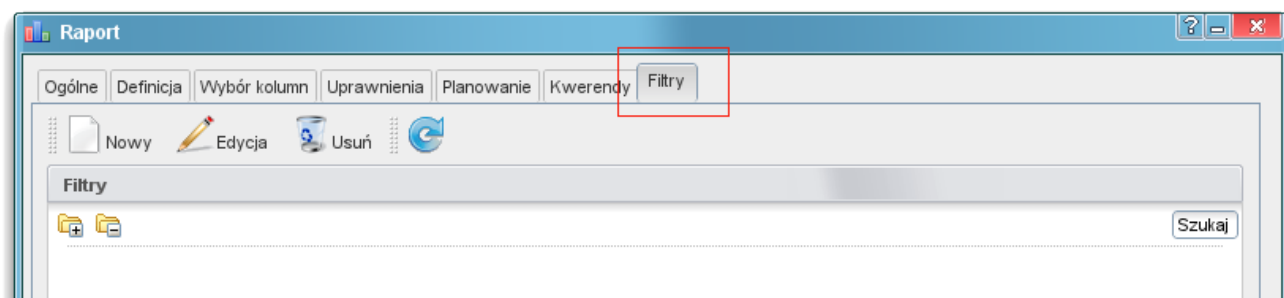 Raport
Ogólne Definicja Wybór kolumn Uprawnienia Planowanie Kwerendy Filtry
Nowy Edycja Usuń
Filtry
Szukaj